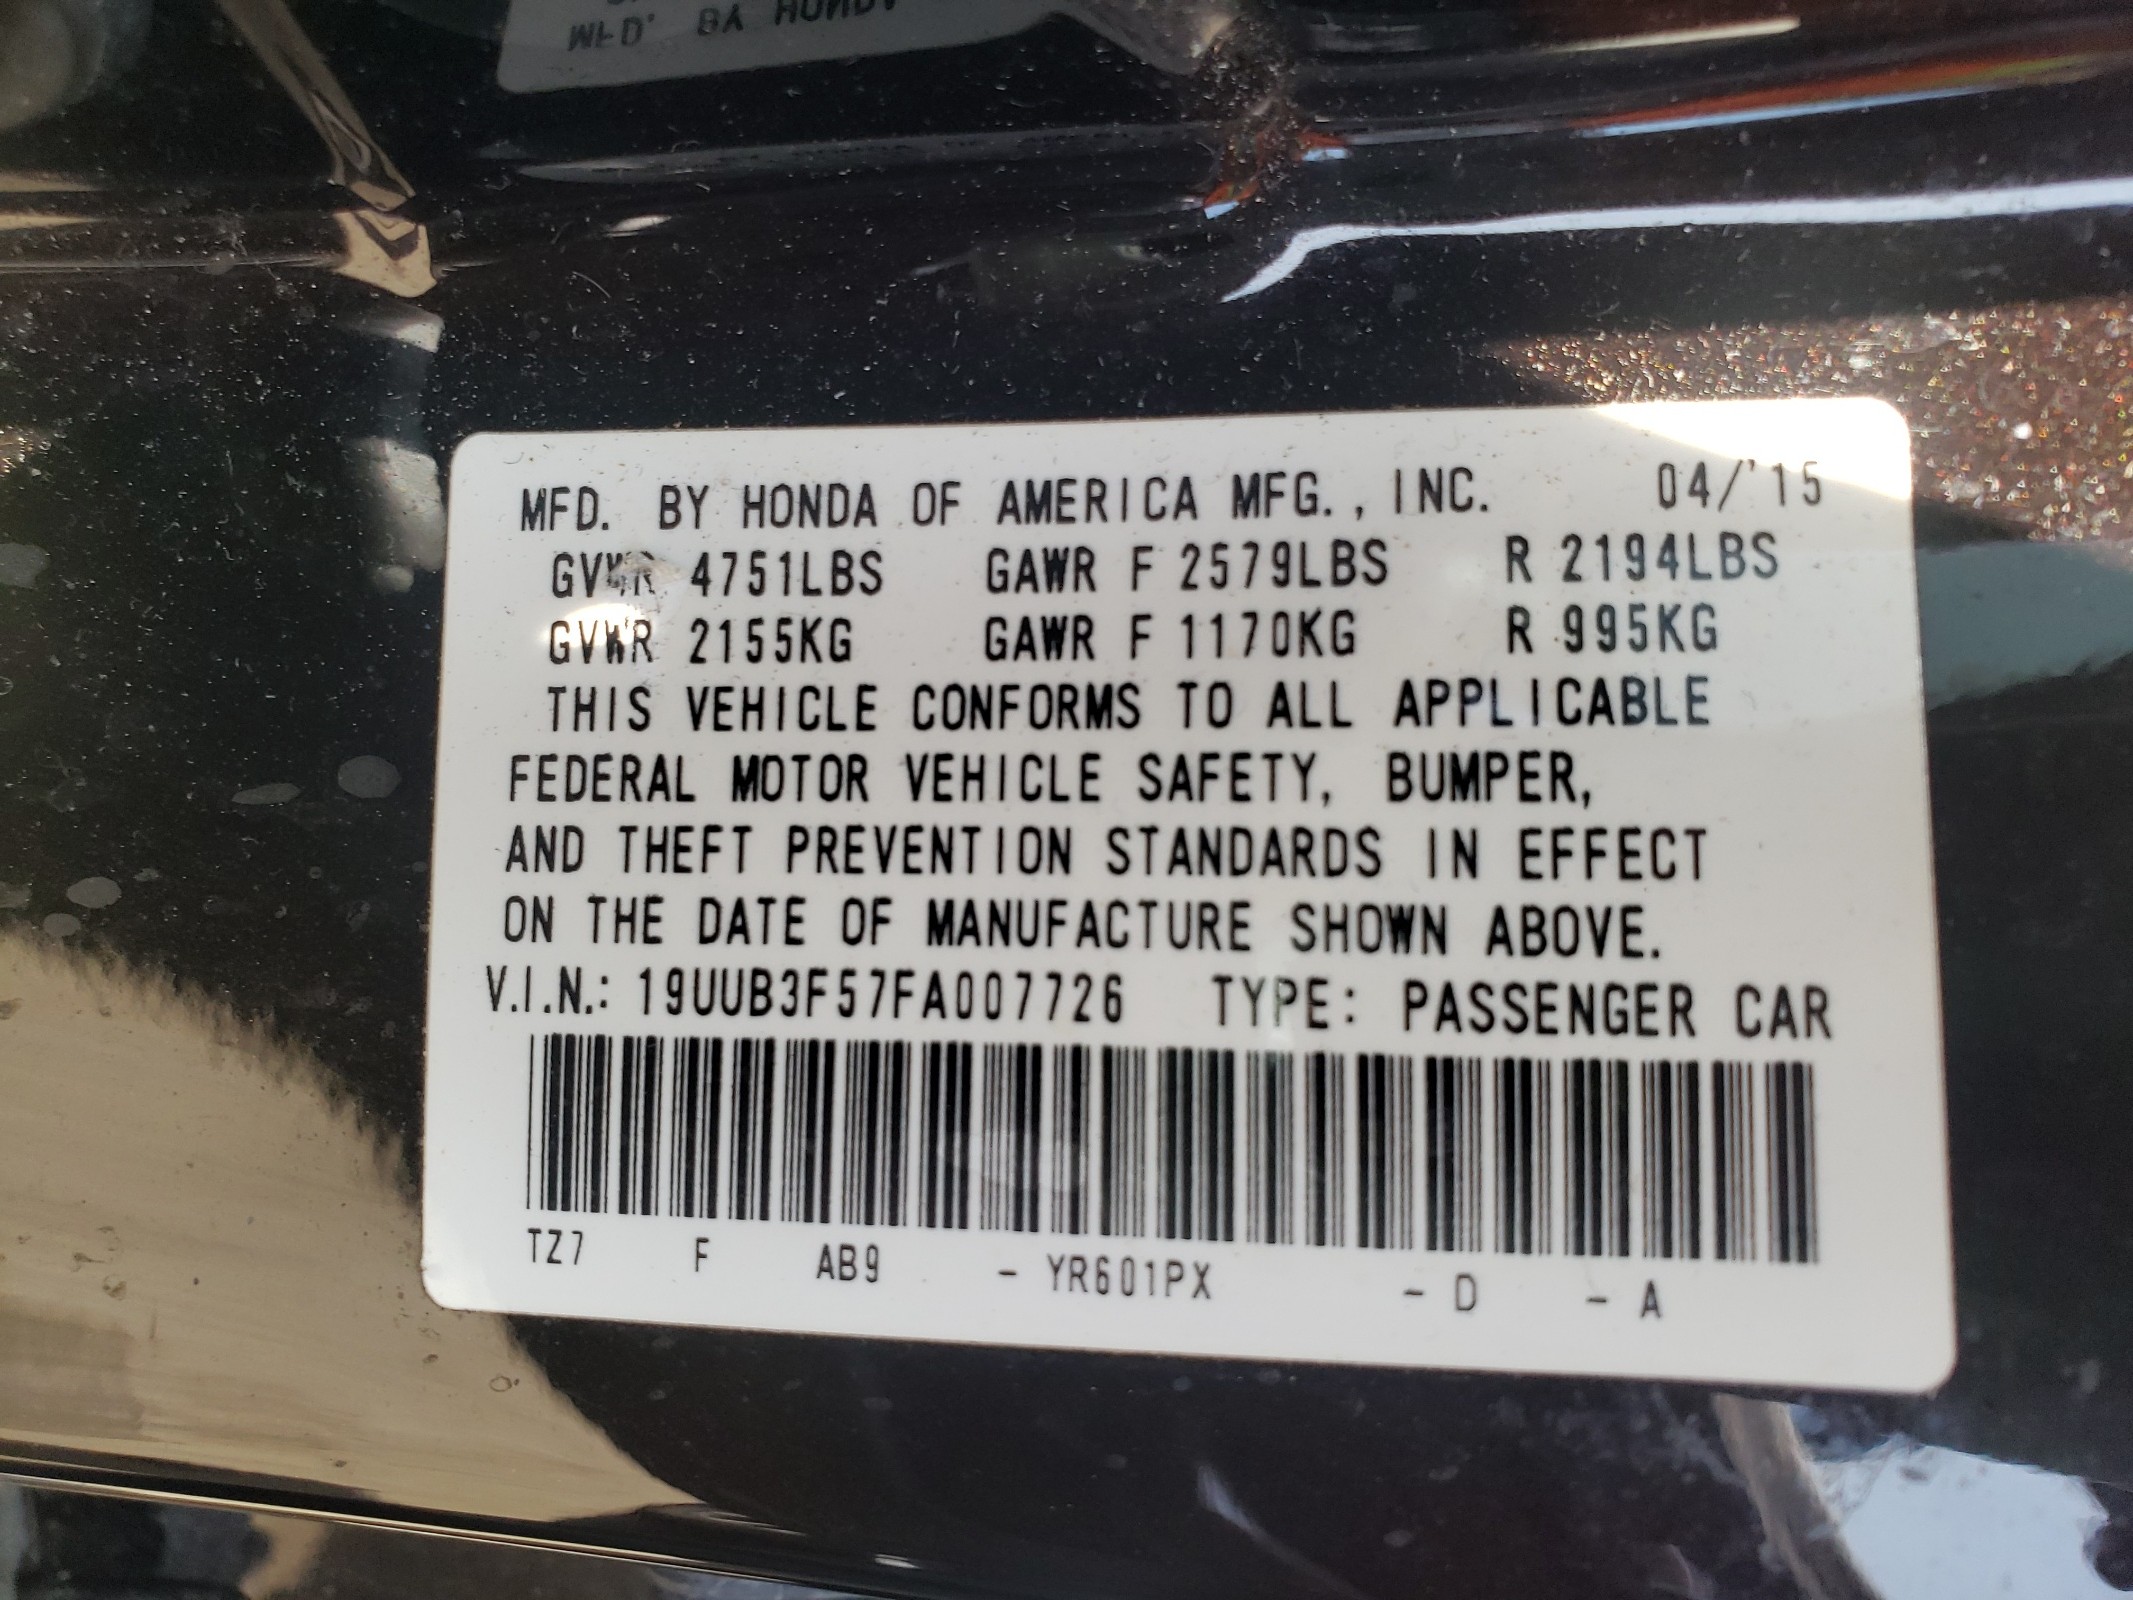 MFD. BY HONDA OF AMERICA MFG., INC. 04/'15
GVWR 4751LBS GAWR F 2579LBS R 2194LBS
GVWR 2155KG GAWR F 1170KG R 995KG
THIS VEHICLE CONFORMS TO ALL APPLICABLE
FEDERAL MOTOR VEHICLE SAFETY, BUMPER,
AND THEFT PREVENTION STANDARDS IN EFFECT
ON THE DATE OF MANUFACTURE SHOWN ABOVE.
V.I.N.: 19UUB3F57FA007726 TYPE: PASSENGER CAR
TZ7 F AB9 - YR601PX - D - A